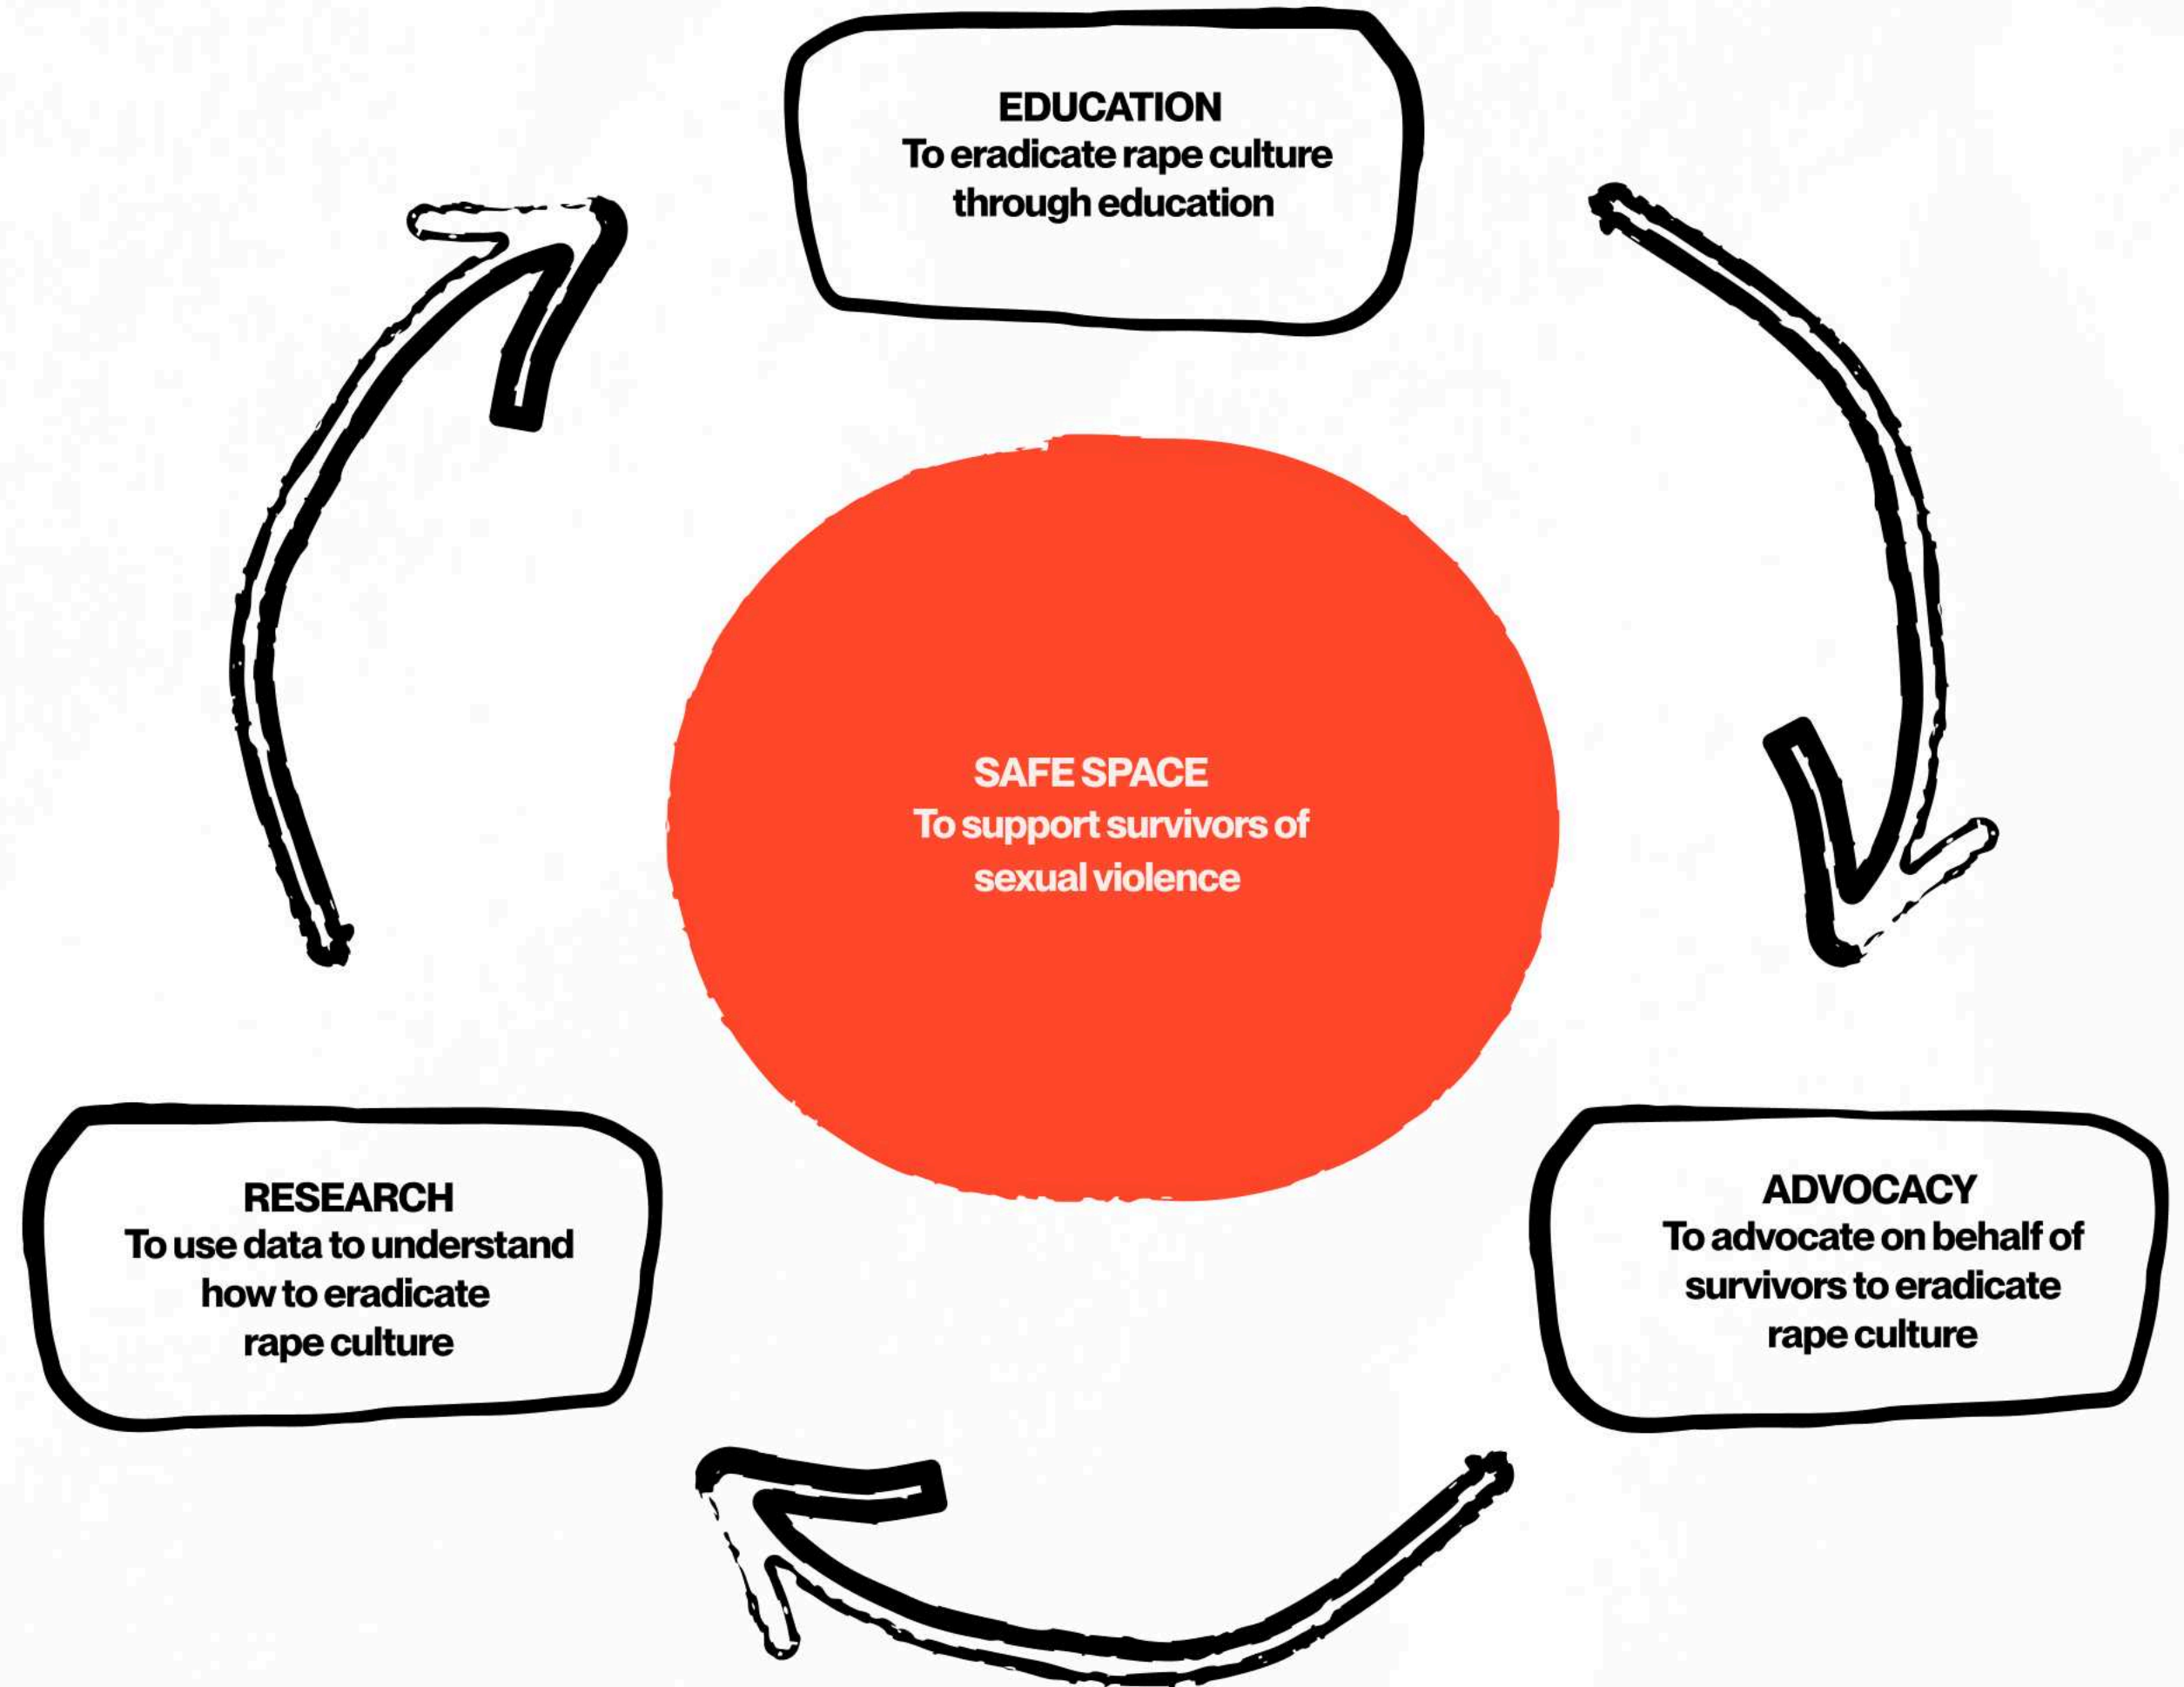 EDUCATION
To eradicate rape culture
through education
SAFE SPACE
To support survivors of
sexual violence
RESEARCH
To use data to understand
how to eradicate
rape culture
ADVOCACY
To advocate on behalf of
survivors to eradicate
rape culture